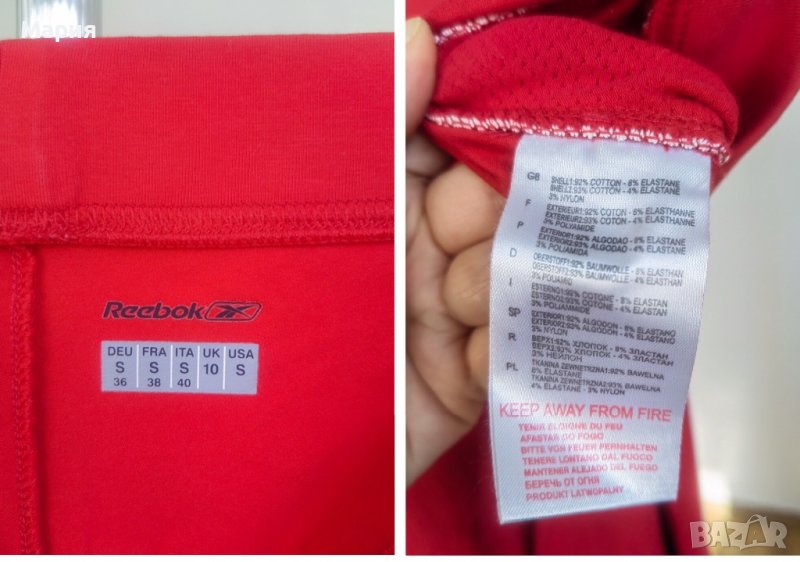 Мария
Reebok
DEU FRA ITA UK USA
S S S 10 S
36 38 40
GB SHELL1:92% COTTON - 8% ELASTANE
SHELL2:93% COTTON - 4% ELASTANE
3% NYLON
F EXTERIEUR1:92% COTON - 8% ELASTHANNE
EXTERIEUR2:93% COTON - 4% ELASTHANNE
3% POLYAMIDE
P EXTERIOR1:92% ALGODAO - 8% ELASTANO
EXTERIOR2:93% ALGODAO - 4% ELASTANO
3% POLIAMIDA
D OBERSTOFF1:92% BAUMWOLLE - 8% ELASTHAN
OBERSTOFF2:93% BAUMWOLLE - 4% ELASTHAN
3% POLYAMID
I ESTERNO1:92% COTONE - 8% ELASTAN
ESTERNO2:93% COTONE - 4% ELASTAN
3% POLIAMMIDE
SP EXTERIOR1:92% ALGODON - 8% ELASTANO
EXTERIOR2:93% ALGODON - 4% ELASTANO
3% NYLON
R ВЕРХ1:92% ХЛОПОК - 8% ЭЛАСТАН
ВЕРХ2:93% ХЛОПОК - 4% ЭЛАСТАН
3% НЕЙЛОН
PL TKANINA ZEWNETRZNA1:92% BAWELNA
8% ELASTANE
TKANINA ZEWNETRZNA2:93% BAWELNA
4% ELASTANE - 3% NYLON
KEEP AWAY FROM FIRE
TENIR ELOIGNE DU FEU
AFASTAR DO FOGO
BITTE VON FEUER FERNHALTEN
TENERE LONTANO DAL FUOCO
MANTENER ALEJADO DEL FUEGO
БЕРЕЧЬ ОТ ОГНЯ
PRODUKT LATWOPALNY
BAZAR